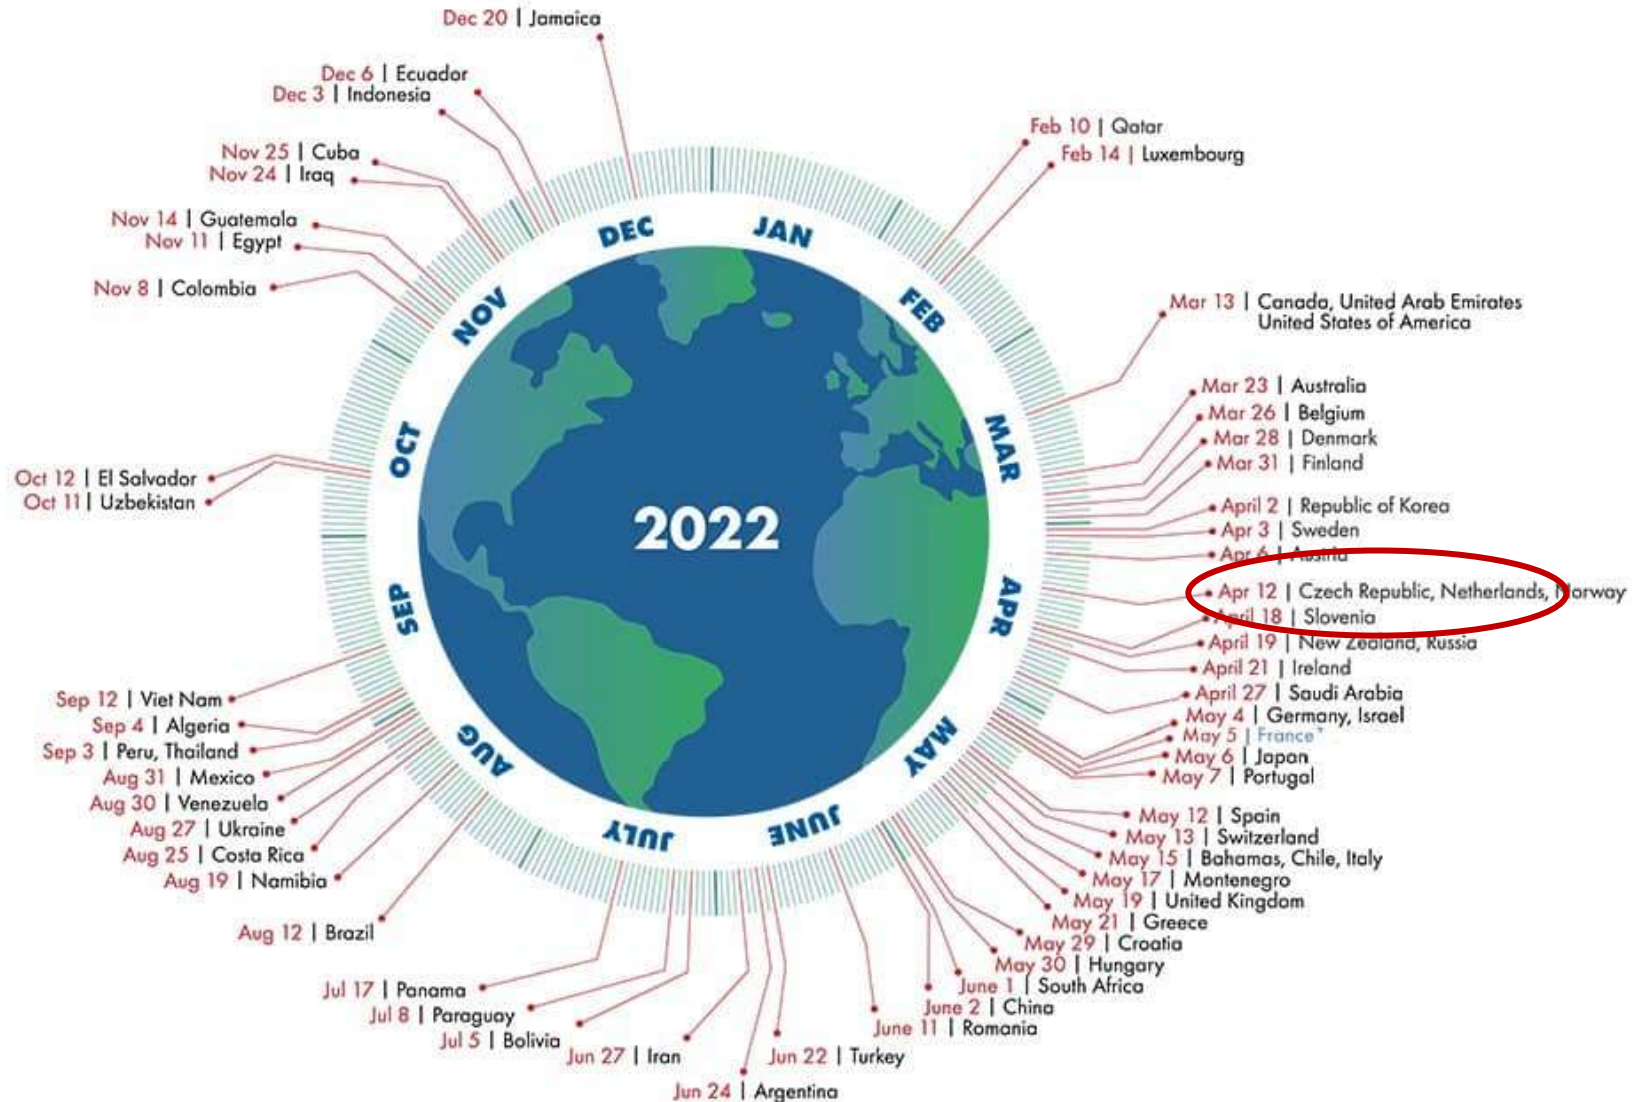 Dec 20 | Jamaica
Dec 6 | Ecuador
Dec 3 | Indonesia
Nov 25 | Cuba
Nov 24 | Iraq
Nov 14 | Guatemala
Nov 11 | Egypt
Nov 8 | Colombia
Oct 12 | El Salvador
Oct 11 | Uzbekistan
Sep 12 | Viet Nam
Sep 4 | Algeria
Sep 3 | Peru, Thailand
Aug 31 | Mexico
Aug 30 | Venezuela
Aug 27 | Ukraine
Aug 25 | Costa Rica
Aug 19 | Namibia
Aug 12 | Brazil
Jul 17 | Panama
Jul 8 | Paraguay
Jul 5 | Bolivia
Jun 27 | Iran
Jun 24 | Argentina
Jun 22 | Turkey
Feb 10 | Qatar
Feb 14 | Luxembourg
Mar 13 | Canada, United Arab Emirates
United States of America
Mar 23 | Australia
Mar 26 | Belgium
Mar 28 | Denmark
Mar 31 | Finland
April 2 | Republic of Korea
Apr 3 | Sweden
Apr 6 | Austria
Apr 12 | Czech Republic, Netherlands, Norway
April 18 | Slovenia
April 19 | New Zealand, Russia
April 21 | Ireland
April 27 | Saudi Arabia
May 4 | Germany, Israel
May 5 | France*
May 6 | Japan
May 7 | Portugal
May 12 | Spain
May 13 | Switzerland
May 15 | Bahamas, Chile, Italy
May 17 | Montenegro
May 19 | United Kingdom
May 21 | Greece
May 29 | Croatia
May 30 | Hungary
June 1 | South Africa
June 2 | China
June 11 | Romania
JAN
FEB
MAR
APR
MAY
JUNE
JULY
AUG
SEP
OCT
NOV
DEC
2022